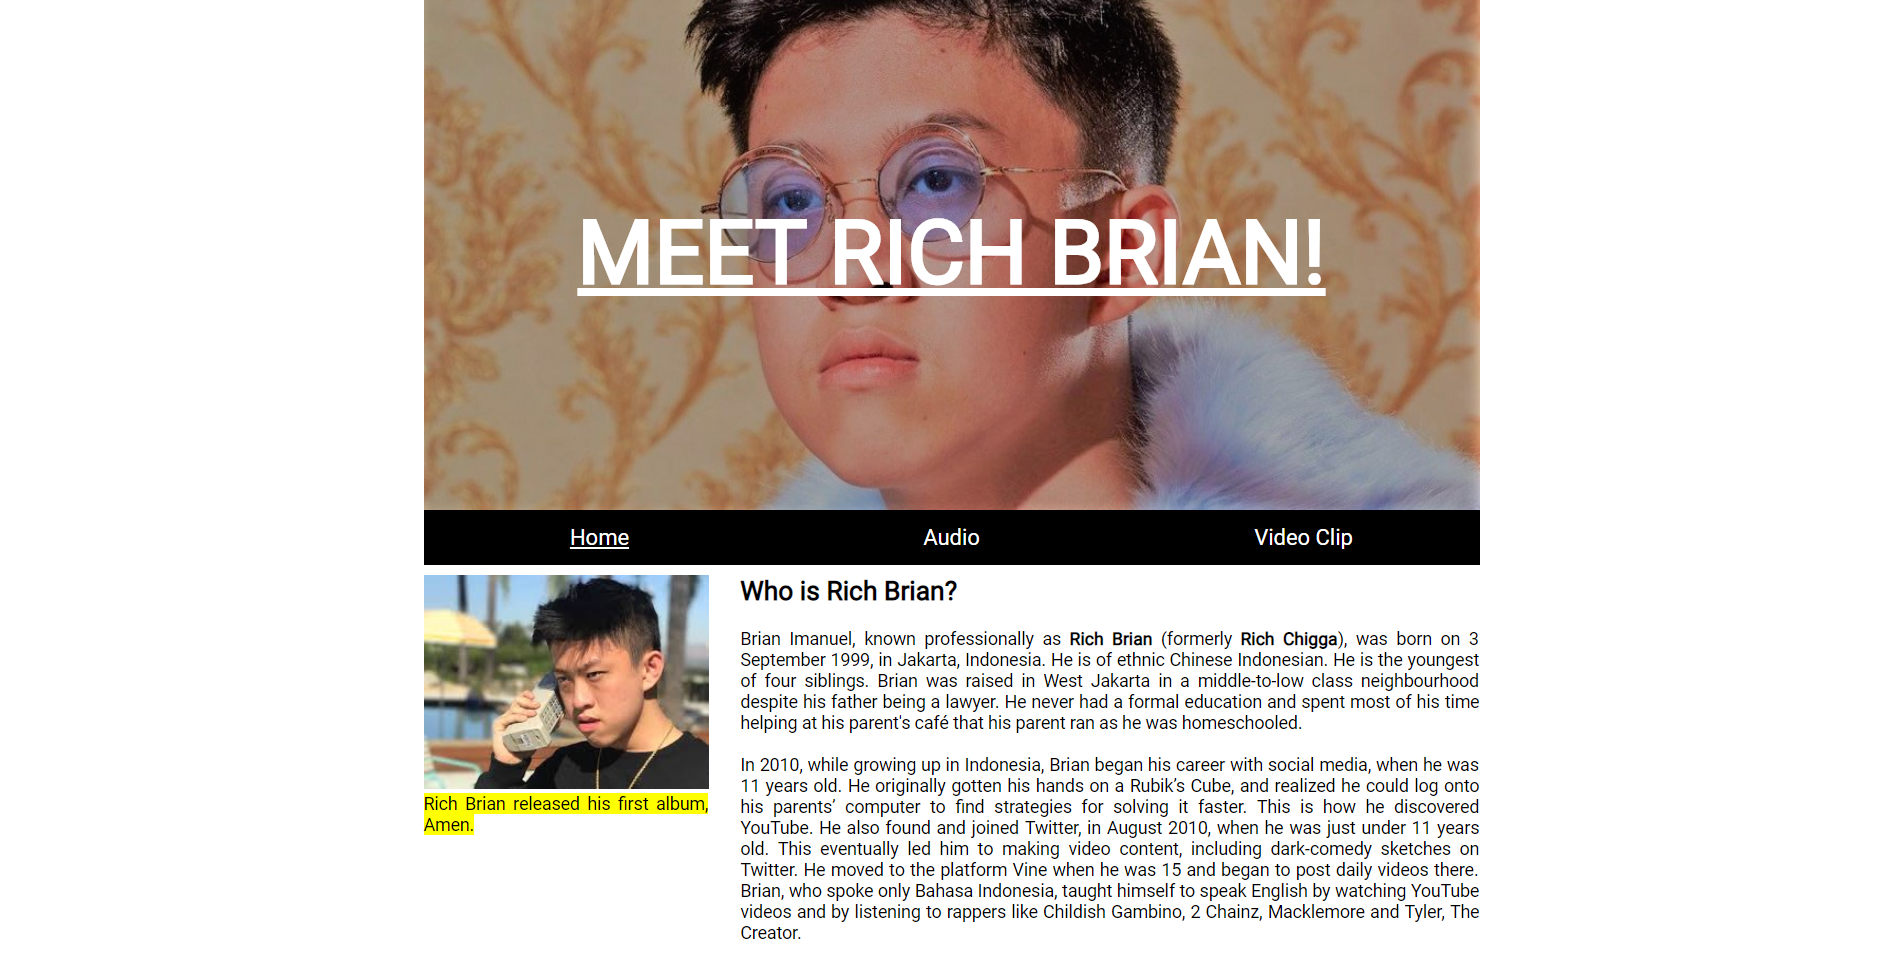 MEET RICH BRIAN!
Home Audio Video Clip
Rich Brian released his first album,
Amen.
Who is Rich Brian?
Brian Imanuel, known professionally as Rich Brian (formerly Rich Chigga), was born on 3
September 1999, in Jakarta, Indonesia. He is of ethnic Chinese Indonesian. He is the youngest
of four siblings. Brian was raised in West Jakarta in a middle-to-low class neighbourhood
despite his father being a lawyer. He never had a formal education and spent most of his time
helping at his parent's café that his parent ran as he was homeschooled.
In 2010, while growing up in Indonesia, Brian began his career with social media, when he was
11 years old. He originally gotten his hands on a Rubik’s Cube, and realized he could log onto
his parents’ computer to find strategies for solving it faster. This is how he discovered
YouTube. He also found and joined Twitter, in August 2010, when he was just under 11 years
old. This eventually led him to making video content, including dark-comedy sketches on
Twitter. He moved to the platform Vine when he was 15 and began to post daily videos there.
Brian, who spoke only Bahasa Indonesia, taught himself to speak English by watching YouTube
videos and by listening to rappers like Childish Gambino, 2 Chainz, Macklemore and Tyler, The
Creator.